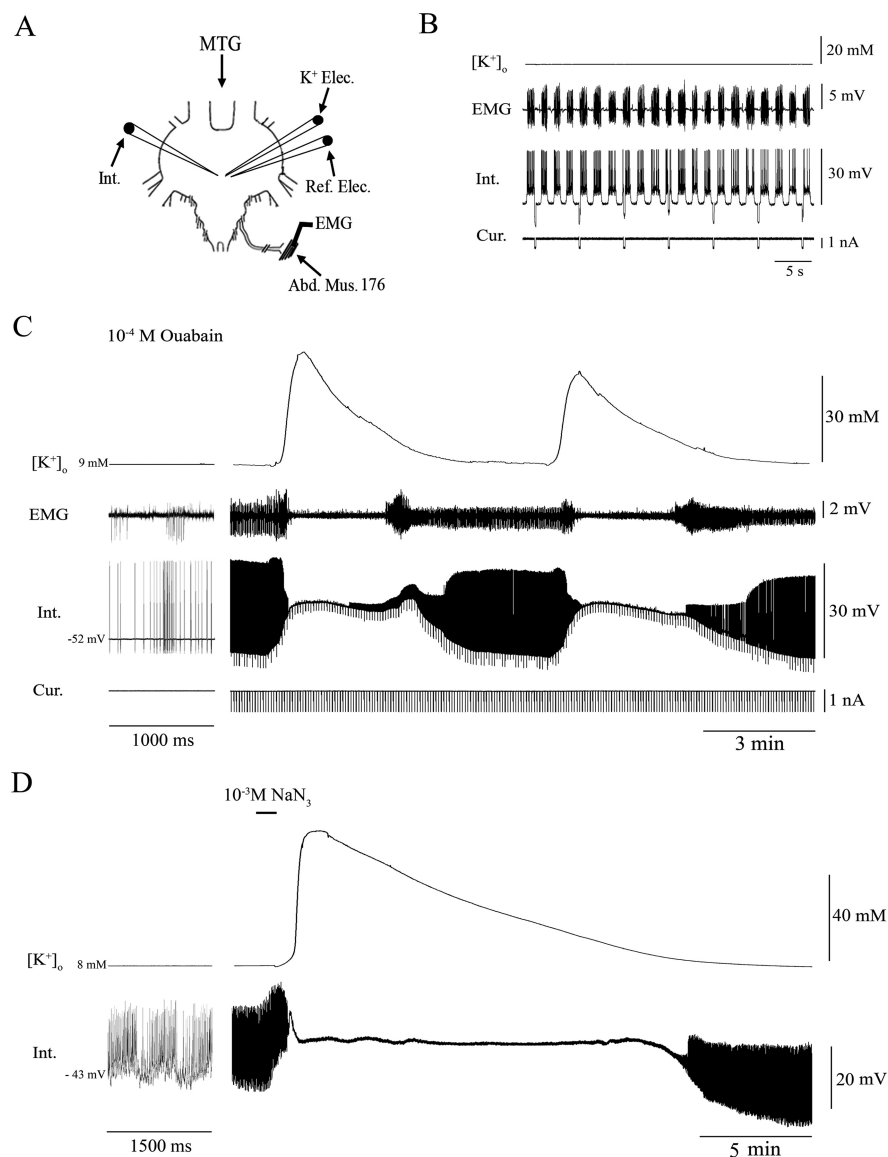 A
MTG
K+ Elec.
Int.
Ref. Elec.
EMG
Abd. Mus. 176
B
[K+]o
20 mM
EMG
5 mV
Int.
30 mV
Cur.
1 nA
5 s
C
10-4 M Ouabain
[K+]o 9 mM
30 mM
EMG
2 mV
Int.
-52 mV
30 mV
Cur.
1 nA
1000 ms
3 min
D
10-3M NaN3
[K+]o 8 mM
40 mM
Int.
- 43 mV
20 mV
1500 ms
5 min